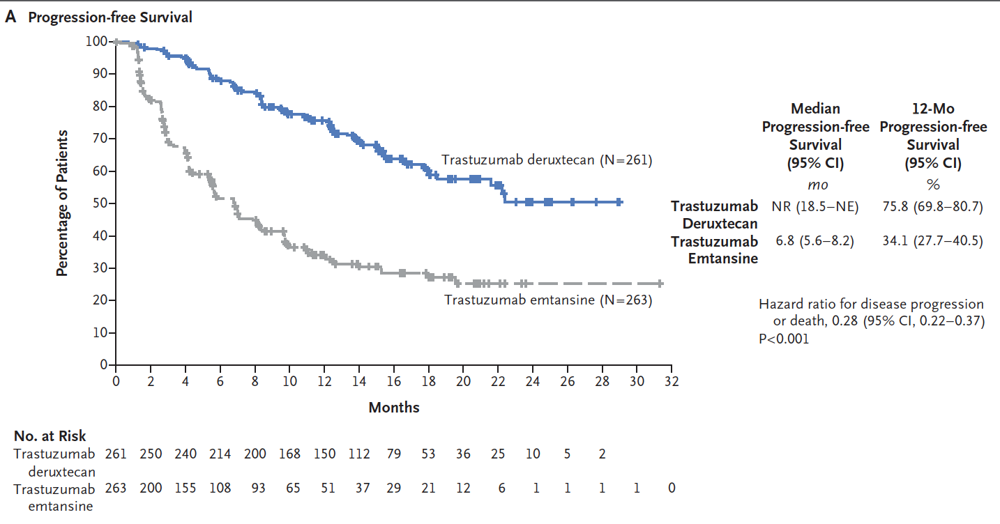 A Progression-free Survival
100
90
80
70
60
50
40
30
20
10
0
Percentage of Patients
0 2 4 6 8 10 12 14 16 18 20 22 24 26 28 30 32
Months
Trastuzumab deruxtecan (N=261)
Trastuzumab emtansine (N=263)
Median 12-Mo
Progression-free Progression-free
Survival Survival
(95% CI) (95% CI)
mo %
Trastuzumab NR (18.5–NE) 75.8 (69.8–80.7)
Deruxtecan
Trastuzumab 6.8 (5.6–8.2) 34.1 (27.7–40.5)
Emtansine
Hazard ratio for disease progression
or death, 0.28 (95% CI, 0.22–0.37)
P<0.001
No. at Risk
Trastuzumab 261 250 240 214 200 168 150 112 79 53 36 25 10 5 2
deruxtecan
Trastuzumab 263 200 155 108 93 65 51 37 29 21 12 6 1 1 1 1 0
emtansine